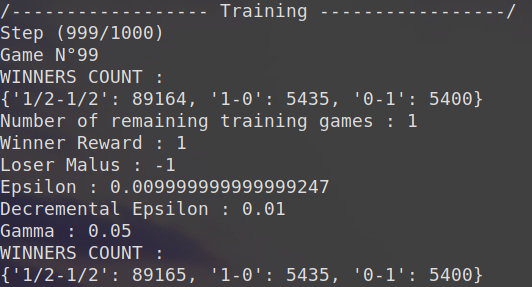 /------------------ Training -----------------/
Step (999/1000)
Game N°99
WINNERS COUNT :
{'1/2-1/2': 89164, '1-0': 5435, '0-1': 5400}
Number of remaining training games : 1
Winner Reward : 1
Loser Malus : -1
Epsilon : 0.009999999999999247
Decremental Epsilon : 0.01
Gamma : 0.05
WINNERS COUNT :
{'1/2-1/2': 89165, '1-0': 5435, '0-1': 5400}